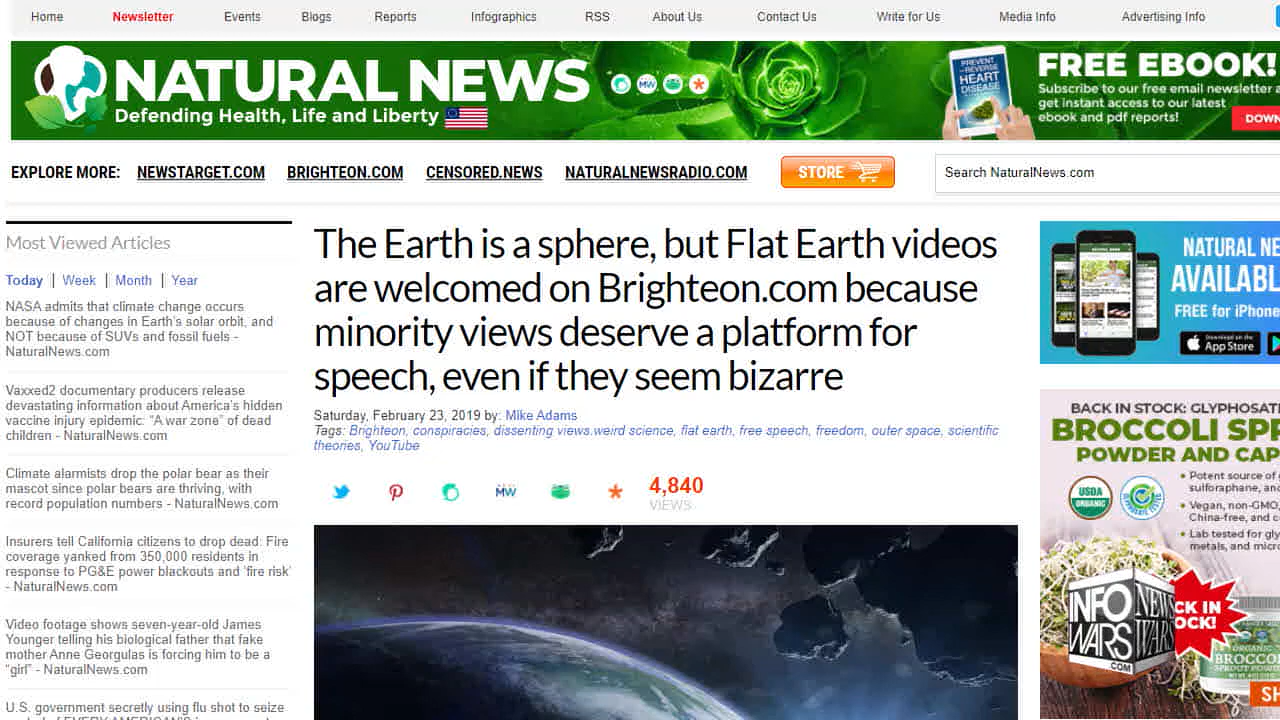 Home Newsletter Events Blogs Reports Infographics RSS About Us Contact Us Write for Us Media Info Advertising Info
NATURAL NEWS
Defending Health, Life and Liberty
MW
PREVENT
AND REVERSE
HEART
DISEASE
FREE EBOOK!
Subscribe to our free email newsletter a
get instant access to our latest
ebook and pdf reports!
DOWN
EXPLORE MORE: NEWSTARGET.COM BRIGHTEON.COM CENSORED.NEWS NATURALNEWSRADIO.COM STORE Search NaturalNews.com
Most Viewed Articles
Today | Week | Month | Year
NASA admits that climate change occurs
because of changes in Earth's solar orbit, and
NOT because of SUVs and fossil fuels -
NaturalNews.com
Vaxxed2 documentary producers release
devastating information about America's hidden
vaccine injury epidemic: "A war zone" of dead
children - NaturalNews.com
Climate alarmists drop the polar bear as their
mascot since polar bears are thriving, with
record population numbers - NaturalNews.com
Insurers tell California citizens to drop dead: Fire
coverage yanked from 350,000 residents in
response to PG&E power blackouts and 'fire risk'
- NaturalNews.com
Video footage shows seven-year-old James
Younger telling his biological father that fake
mother Anne Georgulas is forcing him to be a
"girl" - NaturalNews.com
U.S. government secretly using flu shot to seize
The Earth is a sphere, but Flat Earth videos
are welcomed on Brighteon.com because
minority views deserve a platform for
speech, even if they seem bizarre
Saturday, February 23, 2019 by: Mike Adams
Tags: Brighteon, conspiracies, dissenting views.weird science, flat earth, free speech, freedom, outer space, scientific
theories, YouTube
MW
4,840
VIEWS
NATURAL NE
AVAILABL
FREE for iPhone
Download on the
App Store
BACK IN STOCK: GLYPHOSAT
BROCCOLI SPR
POWDER AND CAP
USDA
ORGANIC
• Potent source of g
sulforaphane, and
• Vegan, non-GMO,
China-free, and c
• Lab tested for gly
metals, and micro
INFO
WARS
.COM
NEWS
WARS
CK IN
OCK!
ORGANIC
BROCCO
SPROUT POWD
SH